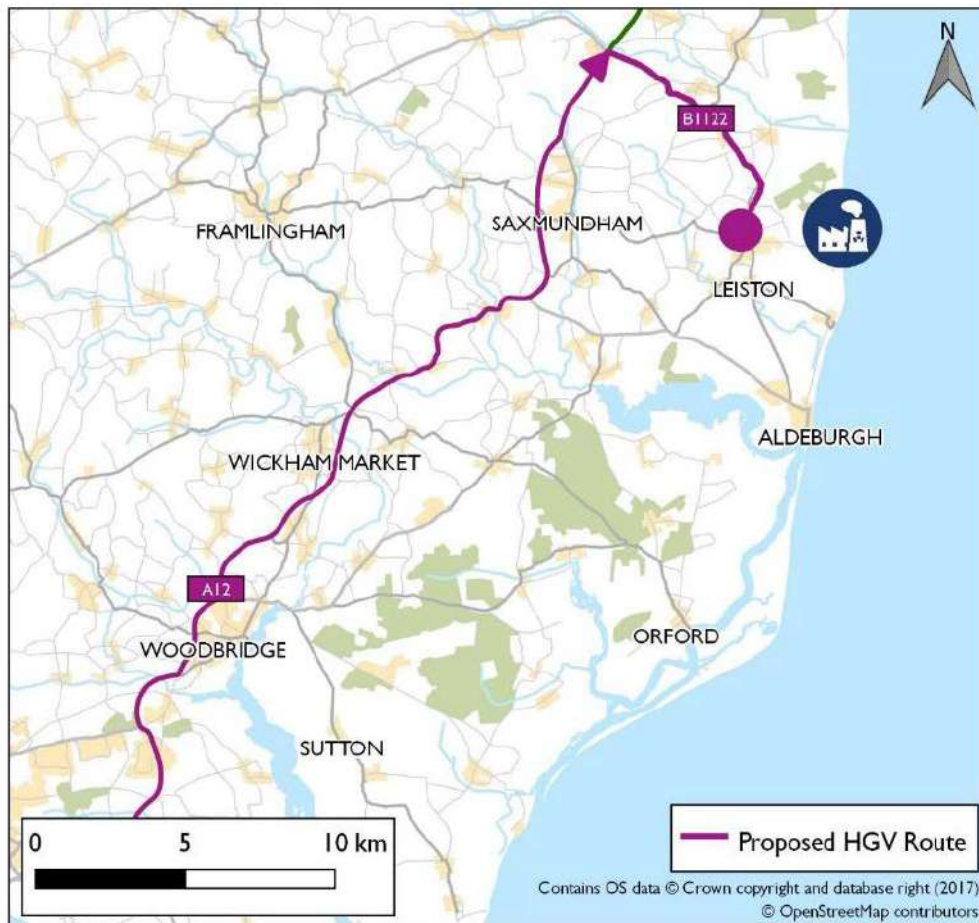 N
B1122
FRAMLINGHAM
SAXMUNDHAM
LEISTON
ALDEBURGH
WICKHAM MARKET
A12
WOODBRIDGE
ORFORD
SUTTON
0 5 10 km
Proposed HGV Route
Contains OS data © Crown copyright and database right (2017)
© OpenStreetMap contributors